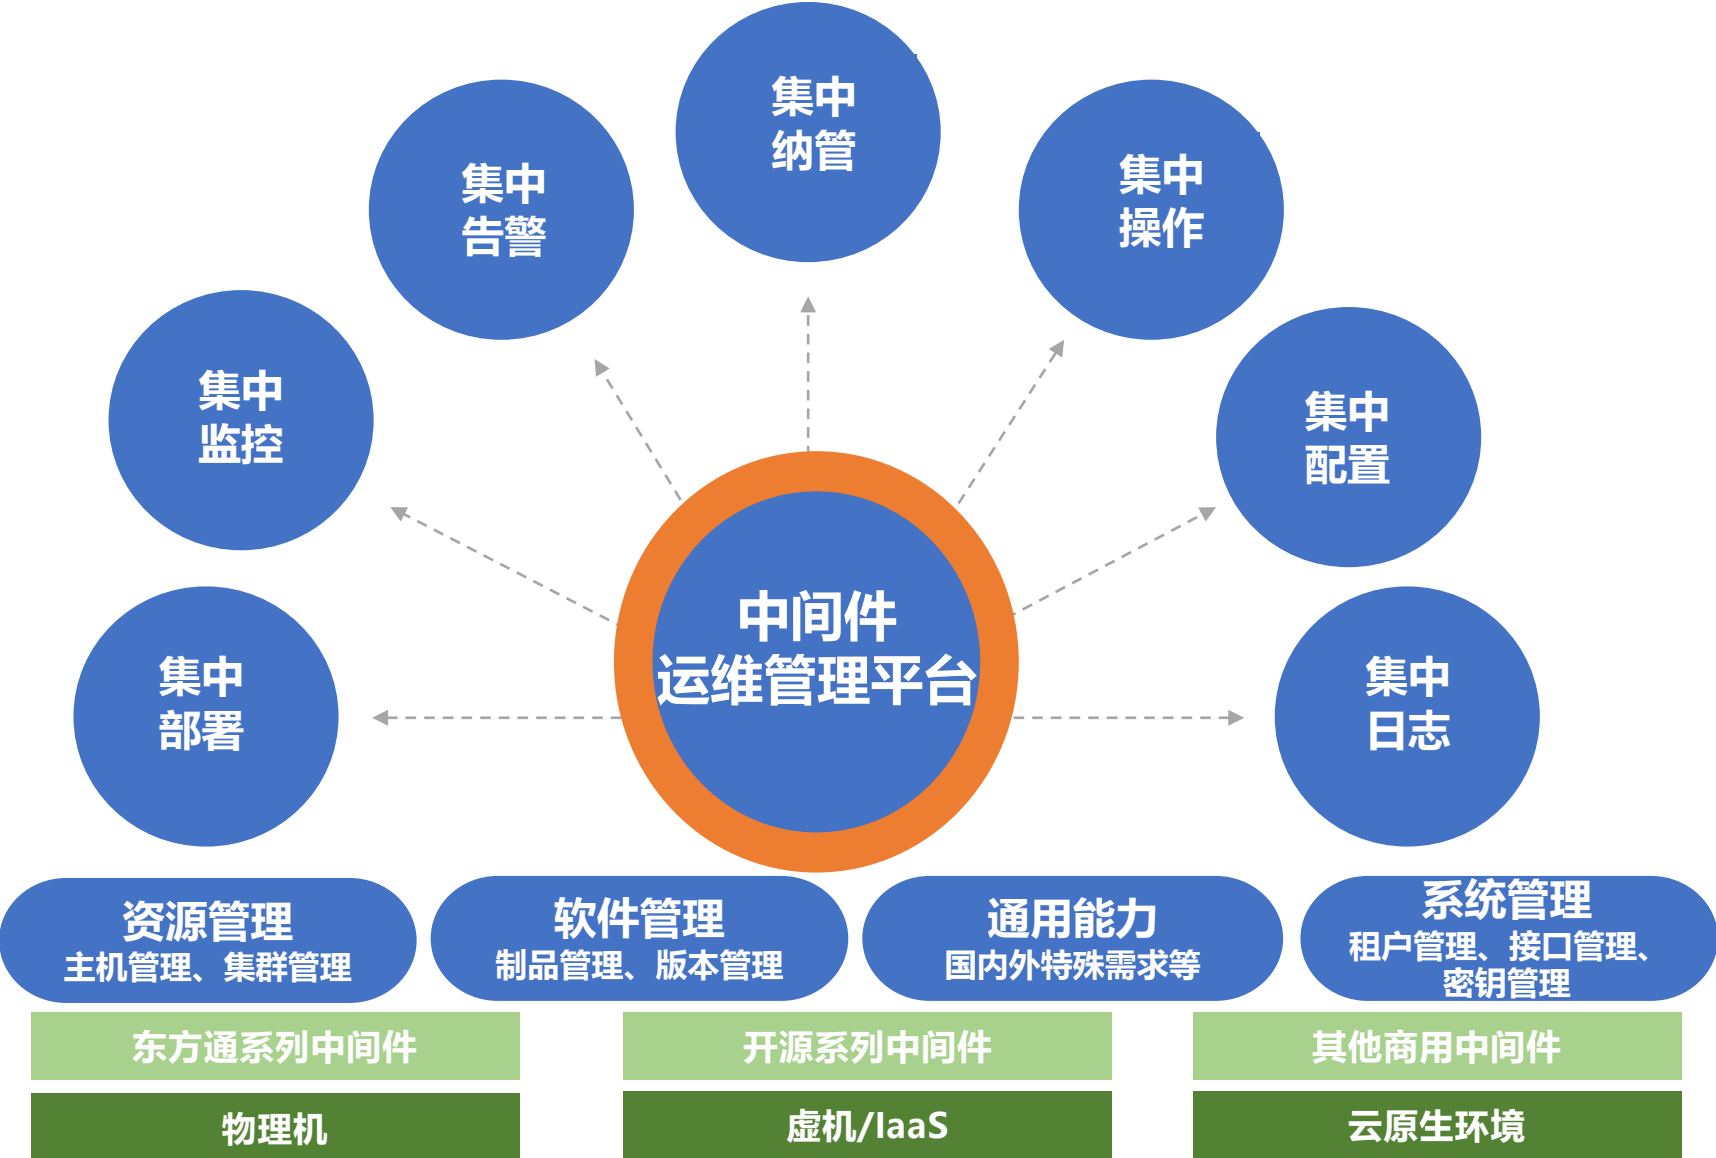 集中
纳管
集中
告警
集中
操作
集中
监控
集中
配置
集中
部署
中间件
运维管理平台
集中
日志
资源管理
主机管理、集群管理
软件管理
制品管理、版本管理
通用能力
国内外特殊需求等
系统管理
租户管理、接口管理、
密钥管理
东方通系列中间件
开源系列中间件
其他商用中间件
物理机
虚机/IaaS
云原生环境